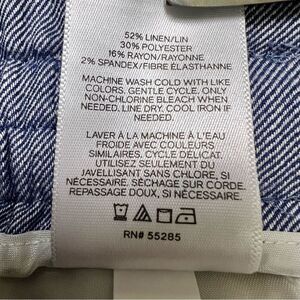 52% LINEN/LIN
30% POLYESTER
16% RAYON/RAYONNE
2% SPANDEX/FIBRE ÉLASTHANNE
MACHINE WASH COLD WITH LIKE
COLORS. GENTLE CYCLE. ONLY
NON-CHLORINE BLEACH WHEN
NEEDED. LINE DRY. COOL IRON IF
NEEDED.
LAVER À LA MACHINE À L'EAU
FROIDE AVEC COULEURS
SIMILAIRES, CYCLE DÉLICAT.
UTILISEZ SEULEMENT DU
JAVELLISANT SANS CHLORE, SI
NÉCESSAIRE. SÉCHAGE SUR CORDE.
REPASSAGE DOUX, SI NÉCESSAIRE.
RN# 55285